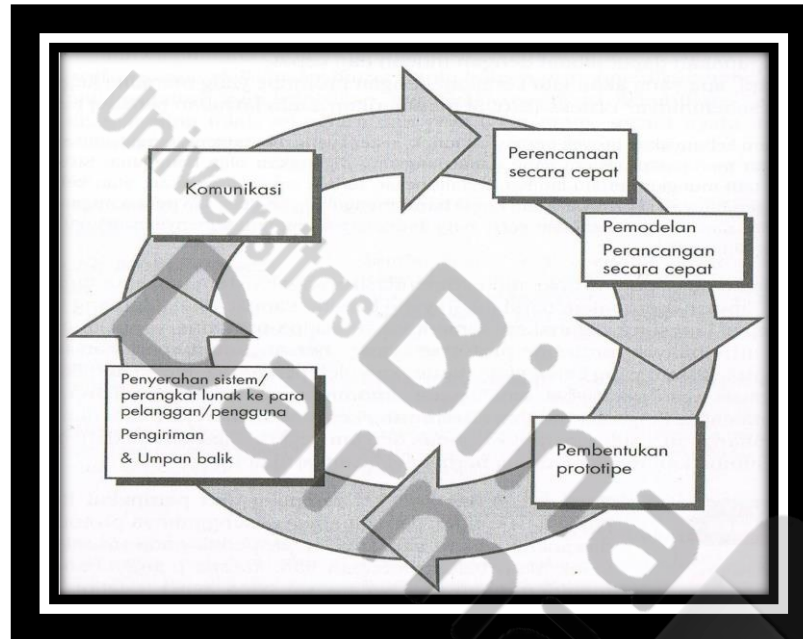 Komunikasi
Perencanaan
secara cepat
Pemodelan
Perancangan
secara cepat
Pembentukan
prototipe
Penyerahan sistem/
perangkat lunak ke para
pelanggan/pengguna
Pengiriman
& Umpan balik
Universitas
Bina
Darma